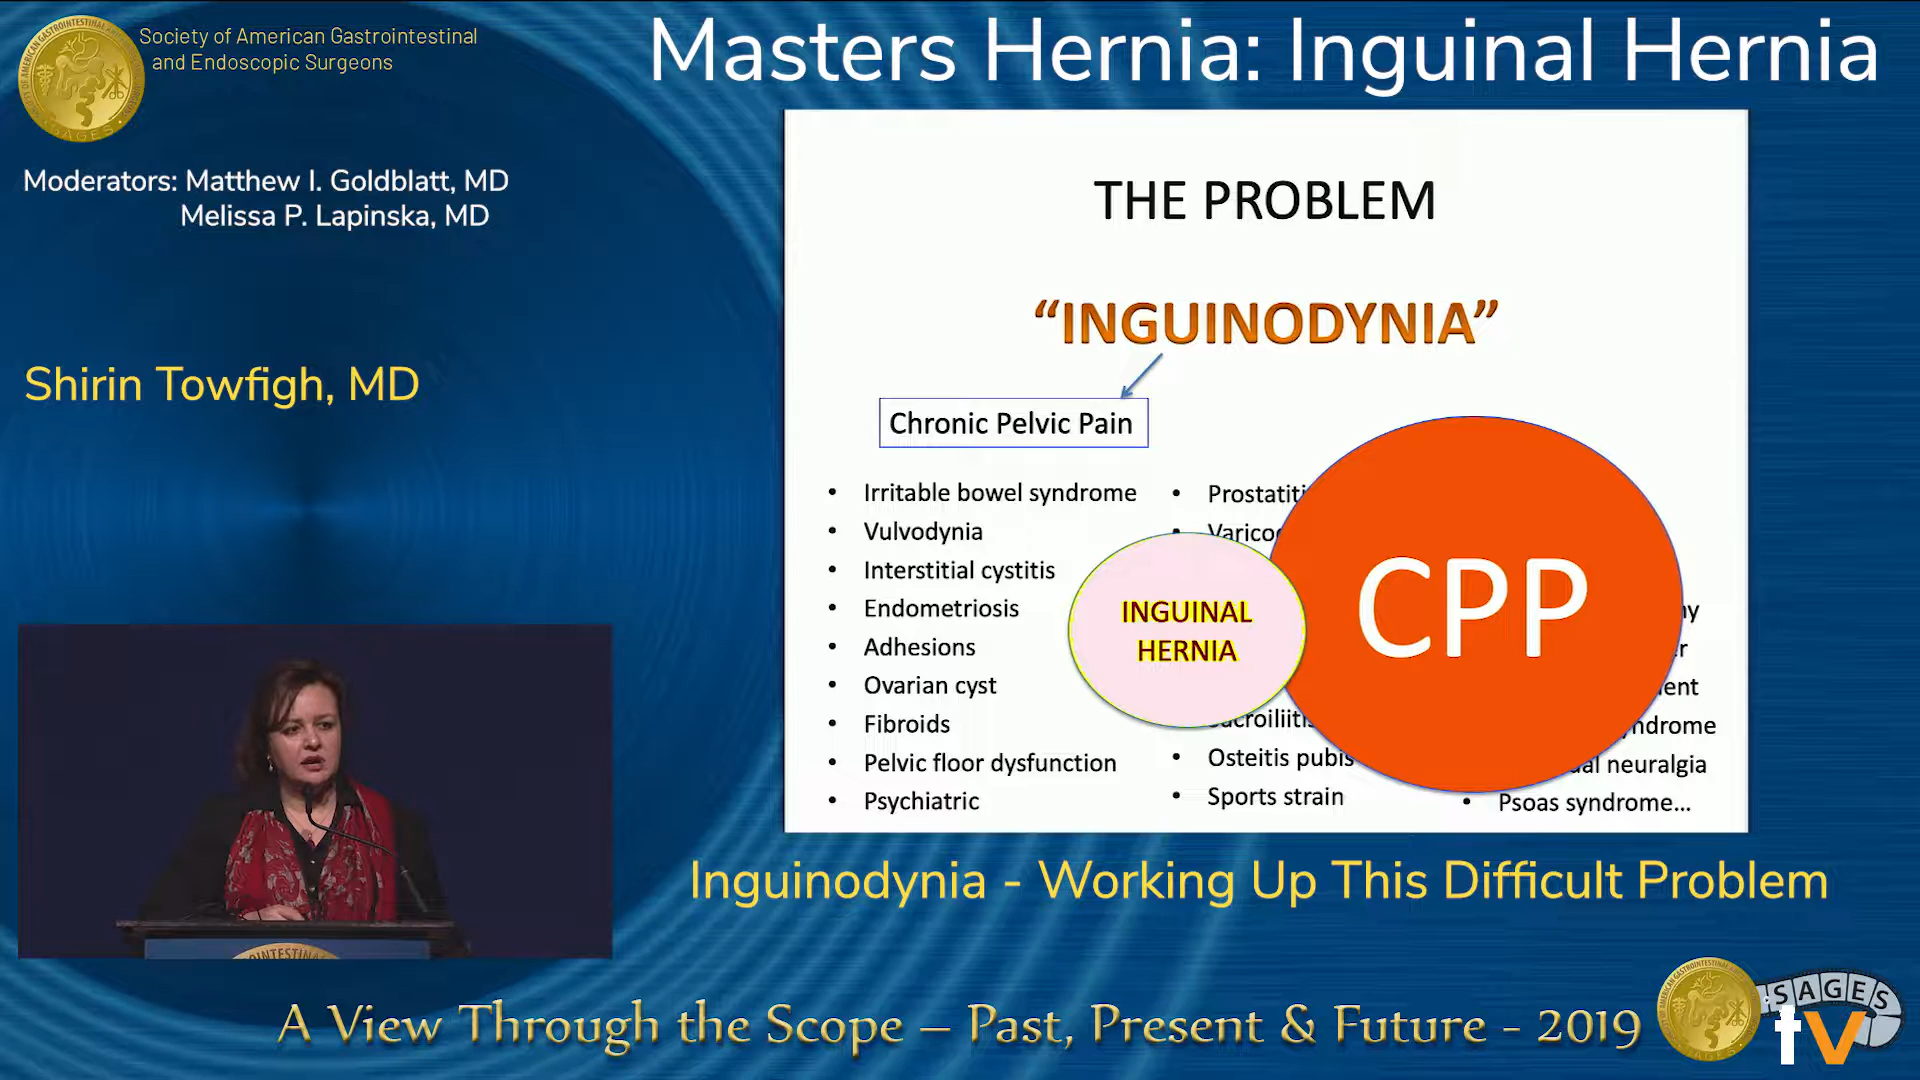 Society of American Gastrointestinal
and Endoscopic Surgeons
Masters Hernia: Inguinal Hernia
Moderators: Matthew I. Goldblatt, MD
Melissa P. Lapinska, MD
Shirin Towfigh, MD
THE PROBLEM
“INGUINODYNIA”
Chronic Pelvic Pain
• Irritable bowel syndrome
• Vulvodynia
• Interstitial cystitis
• Endometriosis
• Adhesions
• Ovarian cyst
• Fibroids
• Pelvic floor dysfunction
• Psychiatric
• Osteitis pubis
• Sports strain
neuralgia
• Psoas syndrome...
INGUINAL
HERNIA
CPP
Inguinodynia - Working Up This Difficult Problem
A View Through the Scope – Past, Present & Future - 2019
SAGES
tv